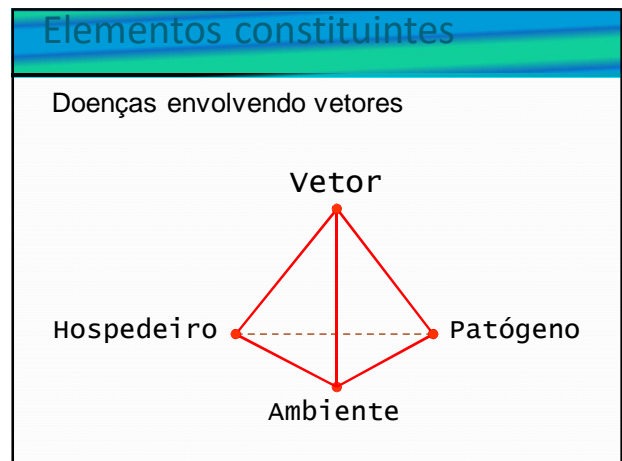 Elementos constituintes
Doenças envolvendo vetores
Vetor
Hospedeiro
Patógeno
Ambiente